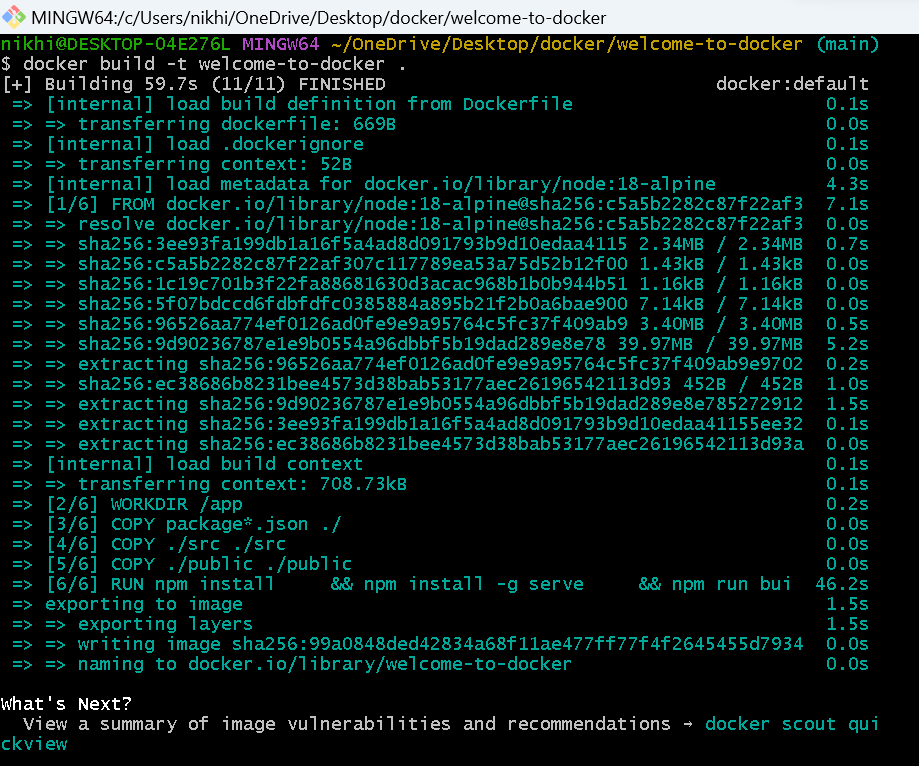 MINGW64:/c/Users/nikhi/OneDrive/Desktop/docker/welcome-to-docker
nikhi@DESKTOP-O4E276L MINGW64 ~/OneDrive/Desktop/docker/welcome-to-docker (main)
$ docker build -t welcome-to-docker .
[+] Building 59.7s (11/11) FINISHED docker:default
=> [internal] load build definition from Dockerfile 0.1s
=> => transferring dockerfile: 669B 0.0s
=> [internal] load .dockerignore 0.1s
=> => transferring context: 52B 0.0s
=> [internal] load metadata for docker.io/library/node:18-alpine 4.3s
=> [1/6] FROM docker.io/library/node:18-alpine@sha256:c5a5b2282c87f22af3 7.1s
=> => resolve docker.io/library/node:18-alpine@sha256:c5a5b2282c87f22af3 0.0s
=> => sha256:3ee93fa199db1a16f5a4ad8d091793b9d10edaa4115 2.34MB / 2.34MB 0.7s
=> => sha256:c5a5b2282c87f22af307c117789ea53a75d52b12f00 1.43kB / 1.43kB 0.0s
=> => sha256:1c19c701b3f22fa88681630d3acac968b1b0b944b51 1.16kB / 1.16kB 0.0s
=> => sha256:5f07bdccd6fdbfdfc0385884a895b21f2b0a6bae900 7.14kB / 7.14kB 0.0s
=> => sha256:96526aa774ef0126ad0fe9e9a95764c5fc37f409ab9 3.40MB / 3.40MB 0.5s
=> => sha256:9d90236787e1e9b0554a96dbbf5b19dad289e8e78 39.97MB / 39.97MB 5.2s
=> => extracting sha256:96526aa774ef0126ad0fe9e9a95764c5fc37f409ab9e9702 0.2s
=> => sha256:ec38686b8231bee4573d38bab53177aec26196542113d93 452B / 452B 1.0s
=> => extracting sha256:9d90236787e1e9b0554a96dbbf5b19dad289e8e785272912 1.5s
=> => extracting sha256:3ee93fa199db1a16f5a4ad8d091793b9d10edaa41155ee32 0.1s
=> => extracting sha256:ec38686b8231bee4573d38bab53177aec26196542113d93a 0.0s
=> [internal] load build context 0.1s
=> => transferring context: 708.73kB 0.1s
=> [2/6] WORKDIR /app 0.2s
=> [3/6] COPY package*.json ./ 0.0s
=> [4/6] COPY ./src ./src 0.0s
=> [5/6] COPY ./public ./public 0.0s
=> [6/6] RUN npm install && npm install -g serve && npm run bui 46.2s
=> exporting to image 1.5s
=> => exporting layers 1.5s
=> => writing image sha256:99a0848ded42834a68f11ae477ff77f4f2645455d7934 0.0s
=> => naming to docker.io/library/welcome-to-docker 0.0s
What's Next?
View a summary of image vulnerabilities and recommendations → docker scout qui
ckview